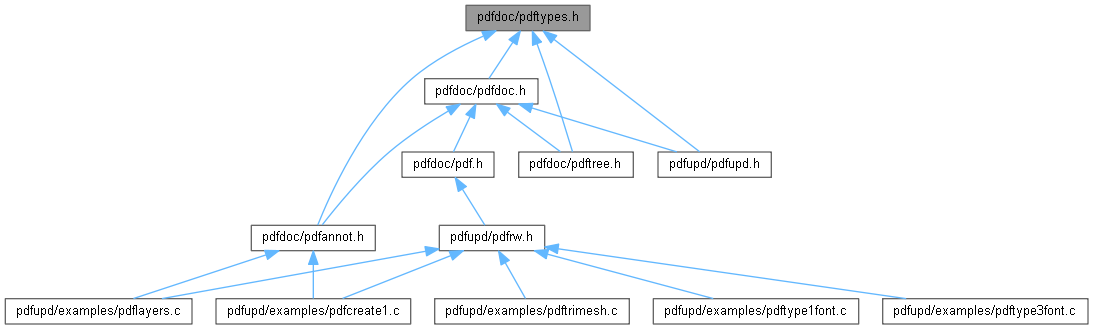 pdfdoc/pdftypes.h
pdfdoc/pdfdoc.h
pdfdoc/pdf.h
pdfdoc/pdftree.h
pdfupd/pdfupd.h
pdfdoc/pdfannot.h
pdfupd/pdfrw.h
pdfupd/examples/pdflayers.c
pdfupd/examples/pdfcreate1.c
pdfupd/examples/pdftrimesh.c
pdfupd/examples/pdftype1font.c
pdfupd/examples/pdftype3font.c